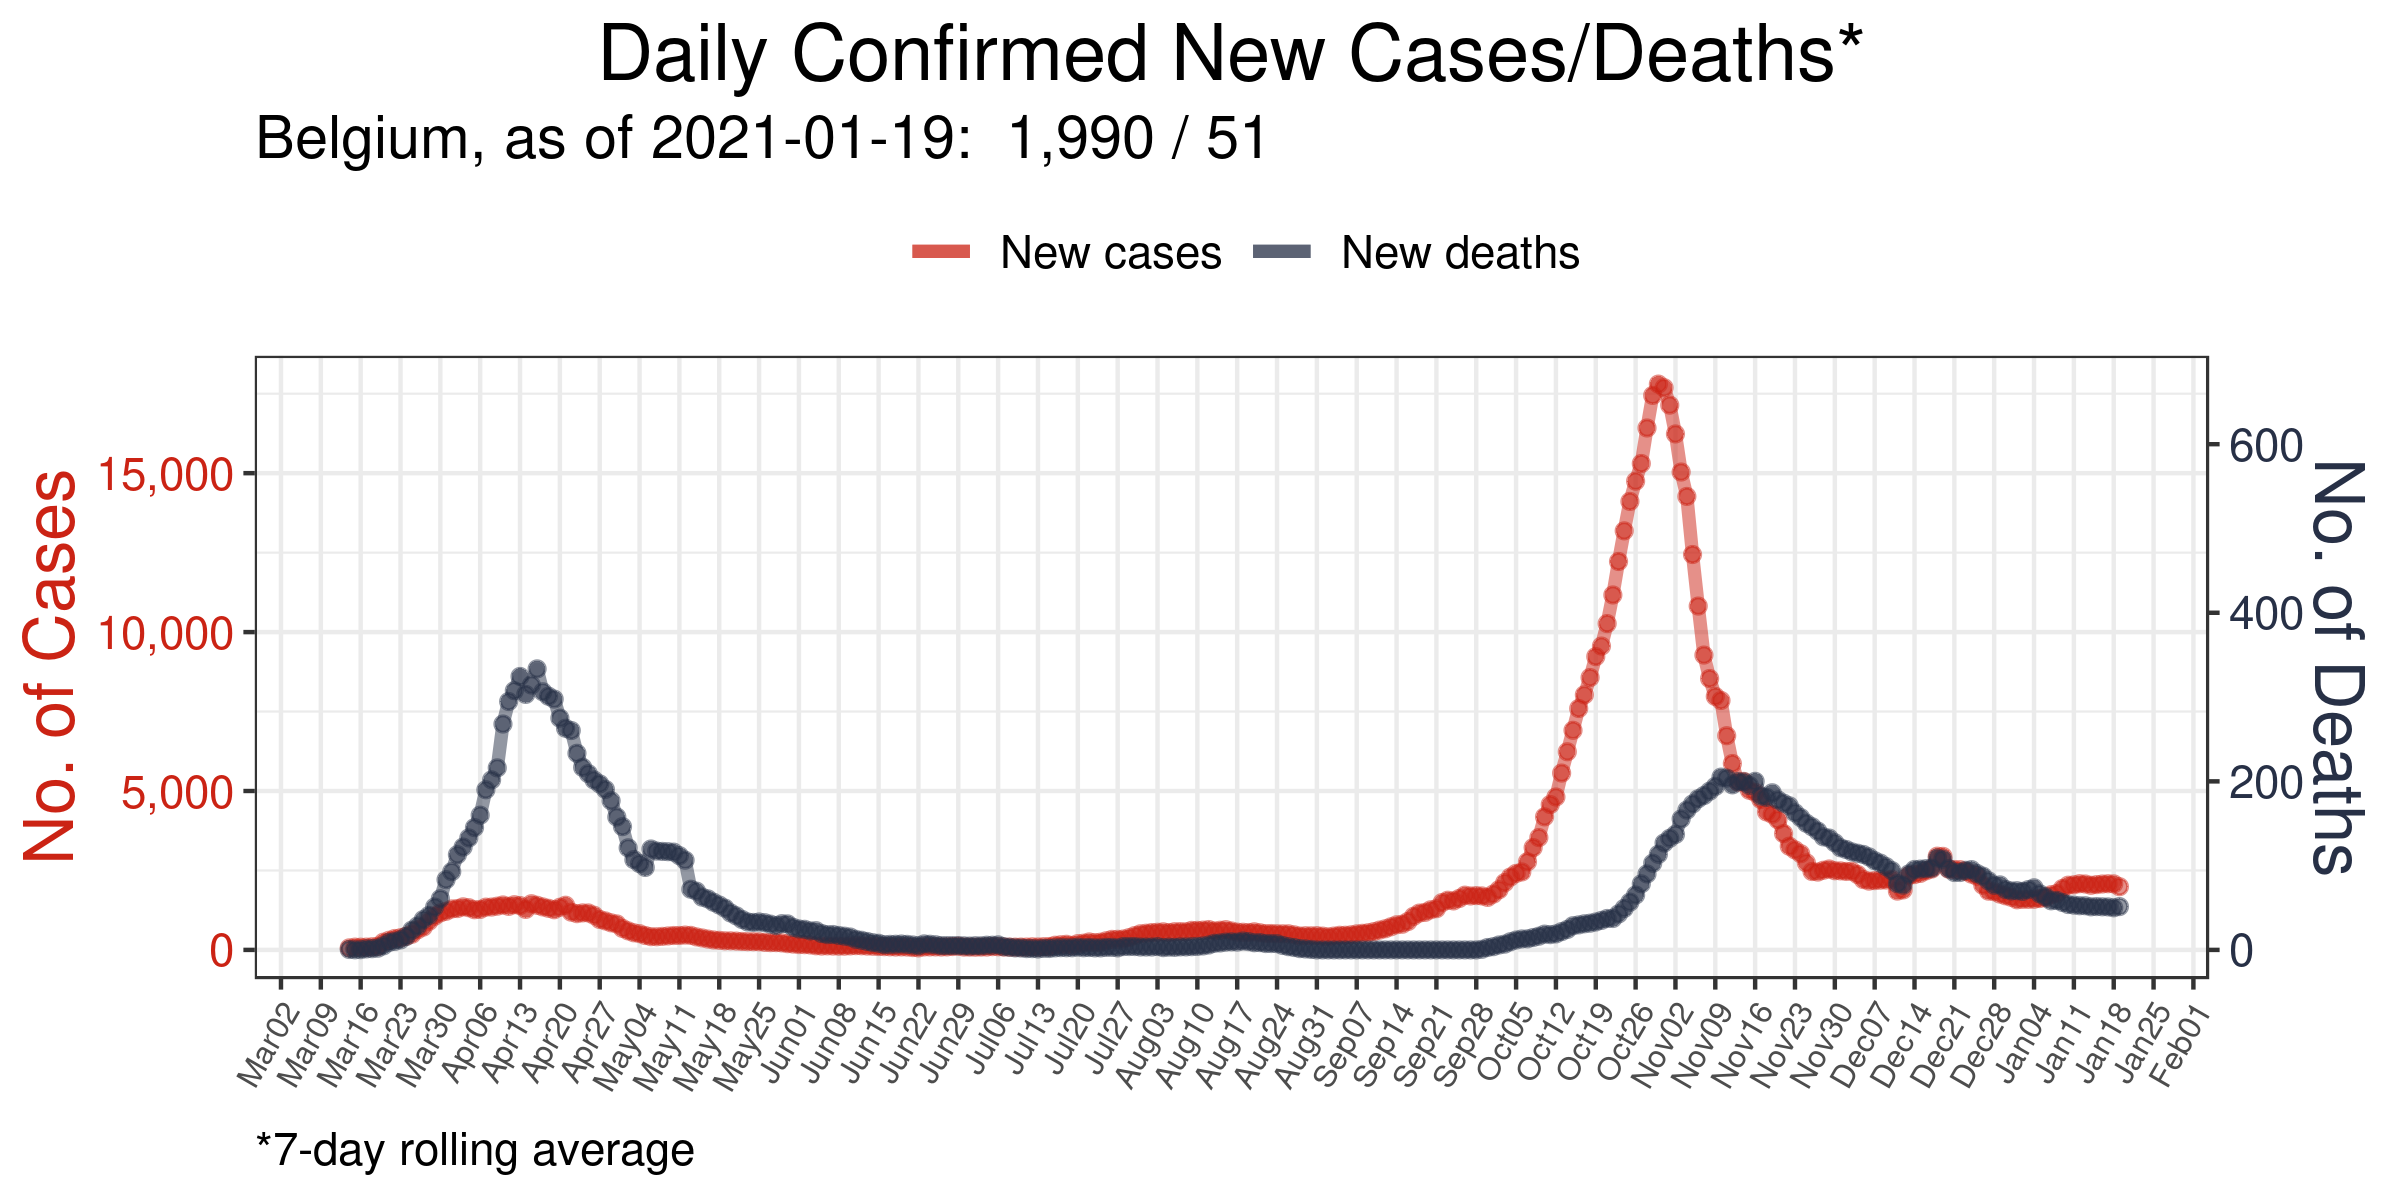 Daily Confirmed New Cases/Deaths*
Belgium, as of 2021-01-19:  1,990 / 51
New cases
New deaths
No. of Cases
15,000
10,000
5,000
0
600
400
200
0
No. of Deaths
Mar02
Mar09
Mar16
Mar23
Mar30
Apr06
Apr13
Apr20
Apr27
May04
May11
May18
May25
Jun01
Jun08
Jun15
Jun22
Jun29
Jul06
Jul13
Jul20
Jul27
Aug03
Aug10
Aug17
Aug24
Aug31
Sep07
Sep14
Sep21
Sep28
Oct05
Oct12
Oct19
Oct26
Nov02
Nov09
Nov16
Nov23
Nov30
Dec07
Dec14
Dec21
Dec28
Jan04
Jan11
Jan18
Jan25
Feb01
*7-day rolling average